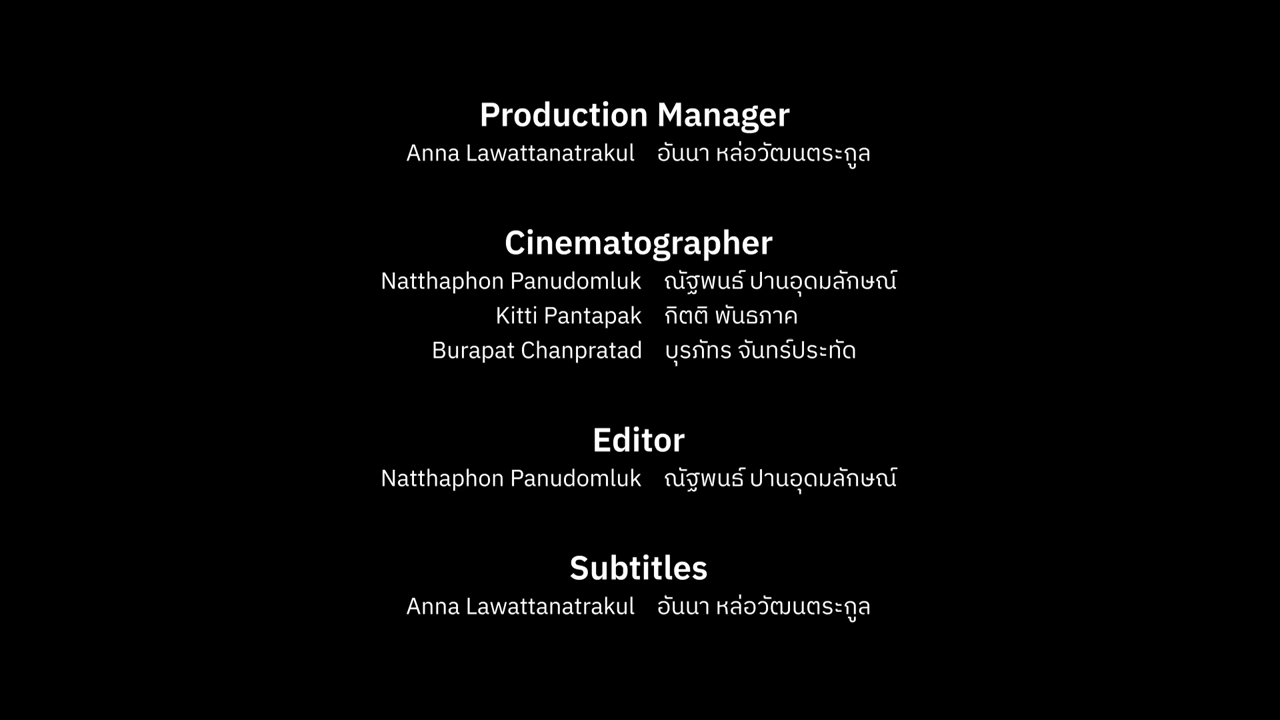 Production Manager
Anna Lawattanatrakul อันนา หล่อวัฒนตระกูล
Cinematographer
Natthaphon Panudomluk ณัฐพนธ์ ปานอุดมลักษณ์
Kitti Pantapak กิตติ พันธภาค
Burapat Chanpratad บุรภัทร จันทร์ประทัด
Editor
Natthaphon Panudomluk ณัฐพนธ์ ปานอุดมลักษณ์
Subtitles
Anna Lawattanatrakul อันนา หล่อวัฒนตระกูล